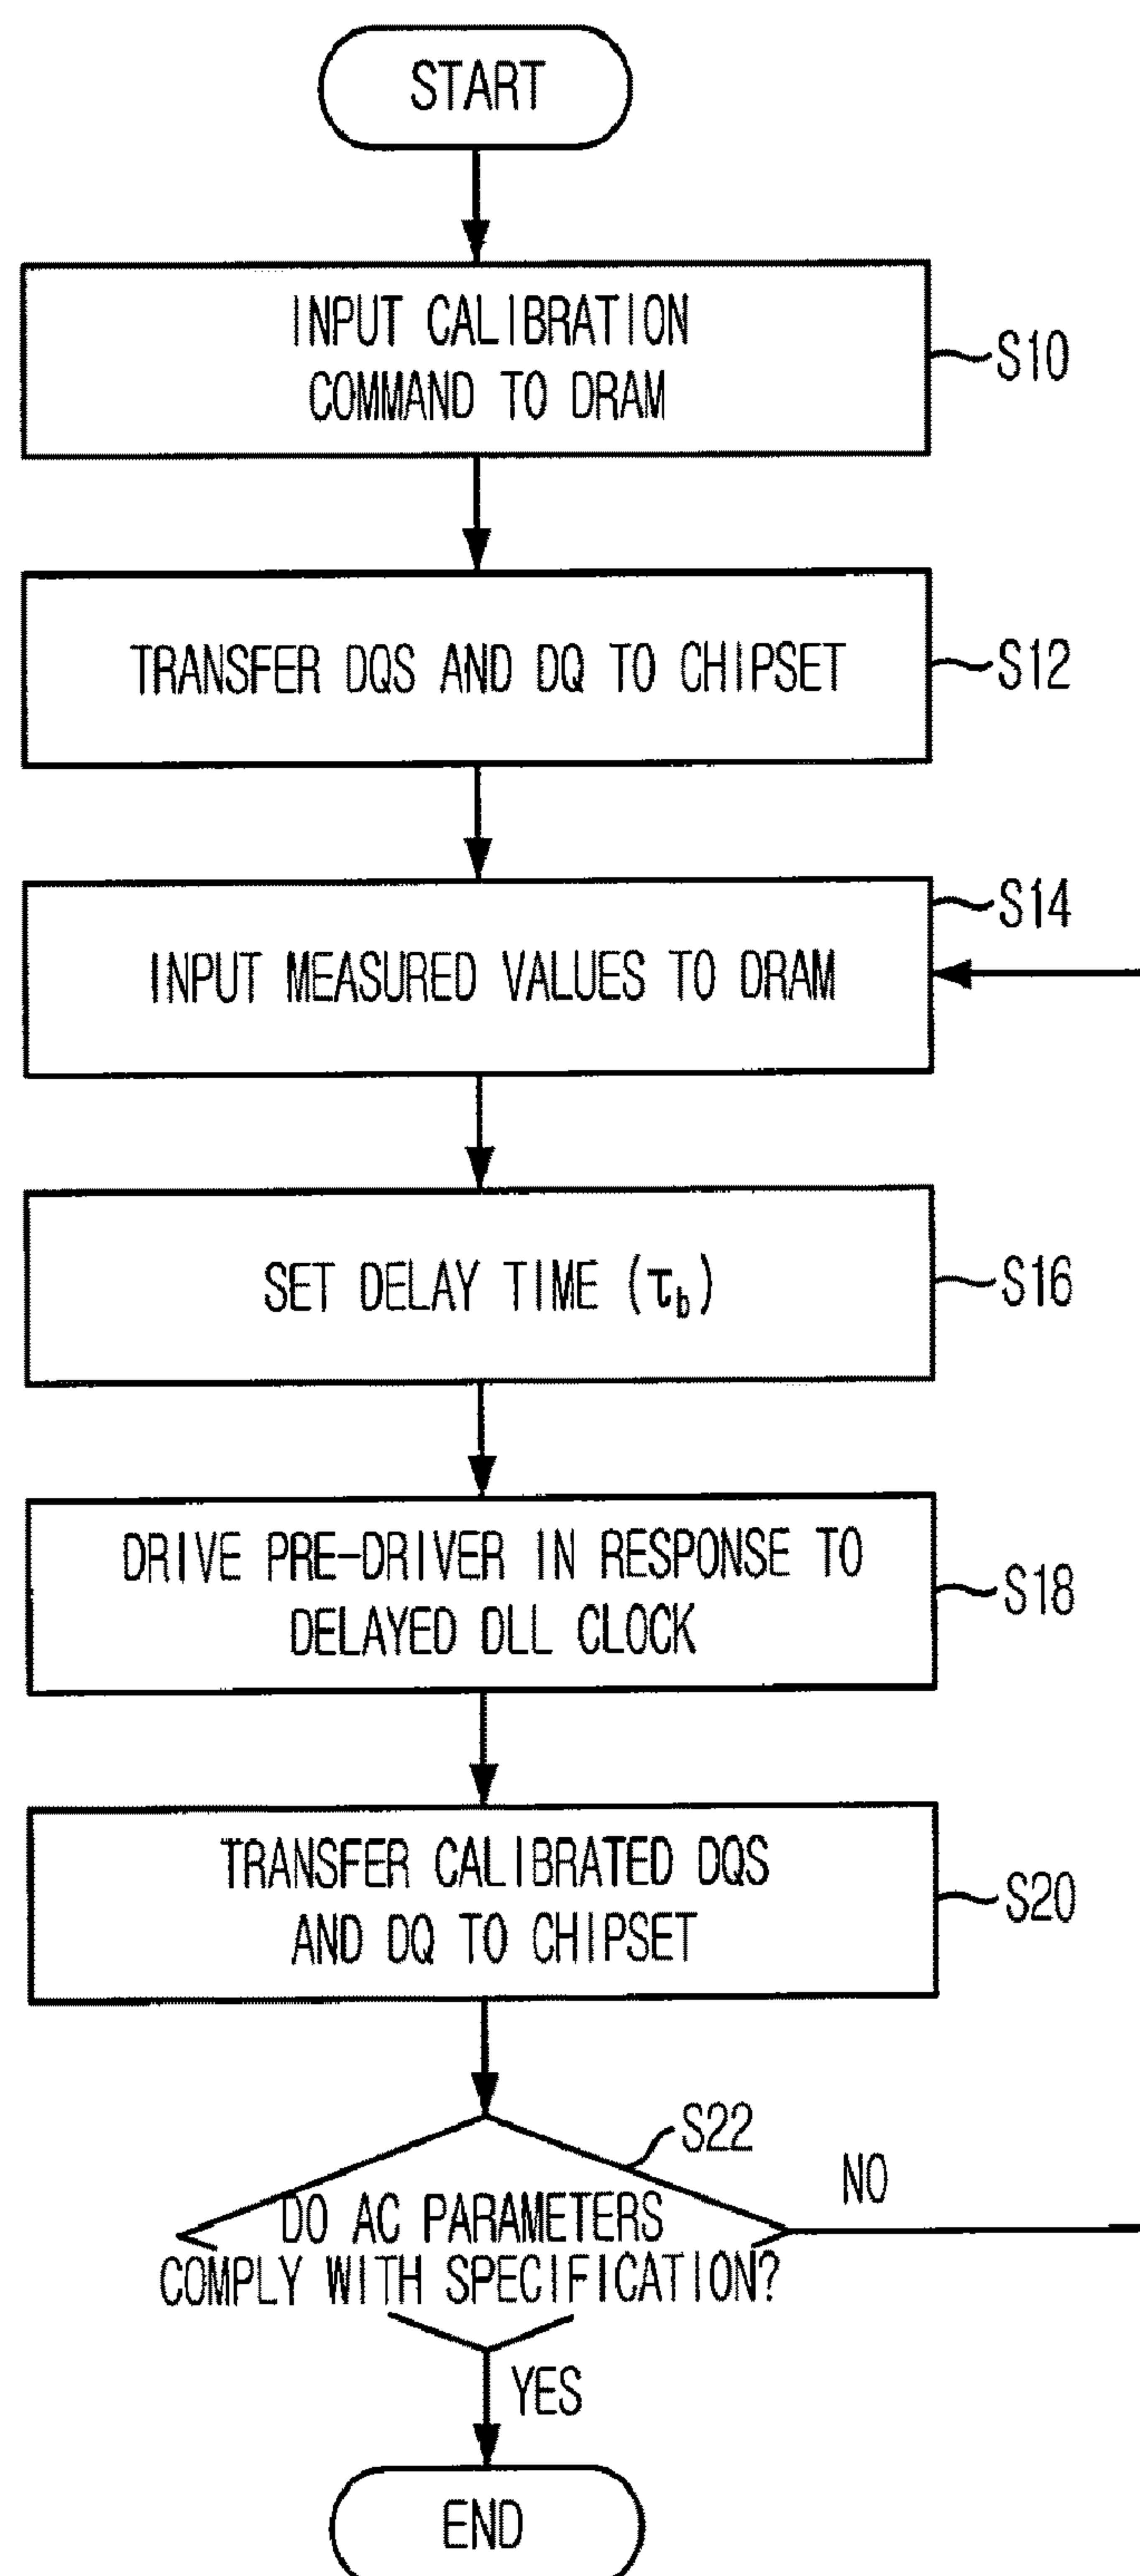 START
INPUT CALIBRATION
COMMAND TO DRAM
S10
TRANSFER DQS AND DQ TO CHIPSET
S12
S14
INPUT MEASURED VALUES TO DRAM
SET DELAY TIME (τb)
S16
DRIVE PRE-DRIVER IN RESPONSE TO
DELAYED DLL CLOCK
S18
TRANSFER CALIBRATED DQS
AND DQ TO CHIPSET
S20
S22
NO
DO AC PARAMETERS
COMPLY WITH SPECIFICATION?
YES
END